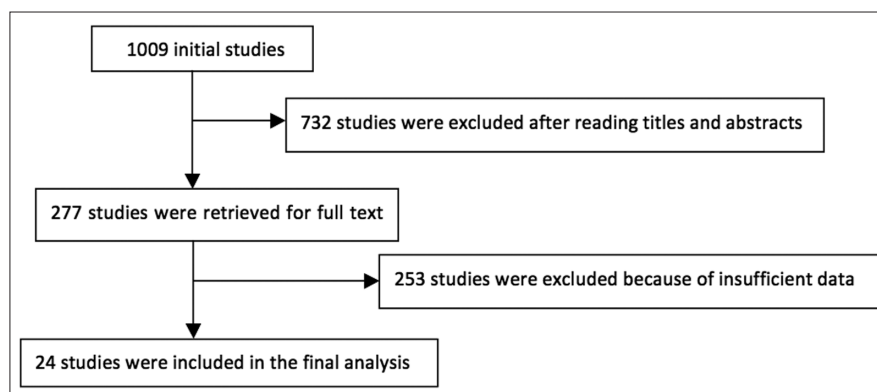 1009 initial studies
732 studies were excluded after reading titles and abstracts
277 studies were retrieved for full text
253 studies were excluded because of insufficient data
24 studies were included in the final analysis